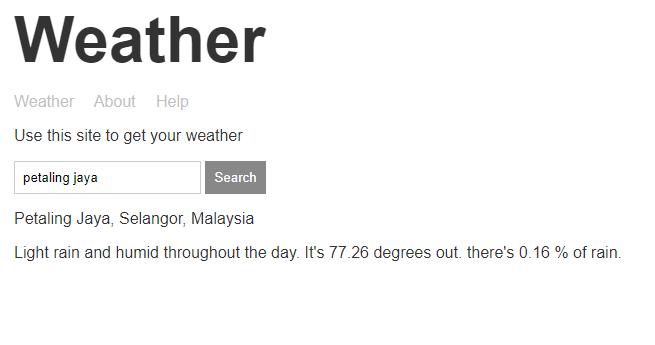 Weather
Weather About Help
Use this site to get your weather
petaling jaya Search
Petaling Jaya, Selangor, Malaysia
Light rain and humid throughout the day. It's 77.26 degrees out. there's 0.16 % of rain.